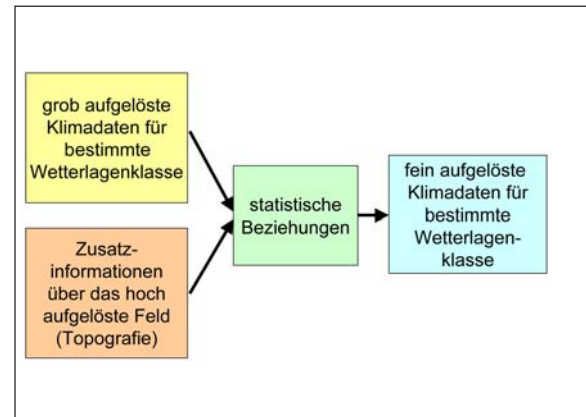 grob aufgelöste
Klimadaten für
bestimmte
Wetterlagenklasse
Zusatz-
informationen
über das hoch
aufgelöste Feld
(Topografie)
statistische
Beziehungen
fein aufgelöste
Klimadaten für
bestimmte
Wetterlagen-
klasse